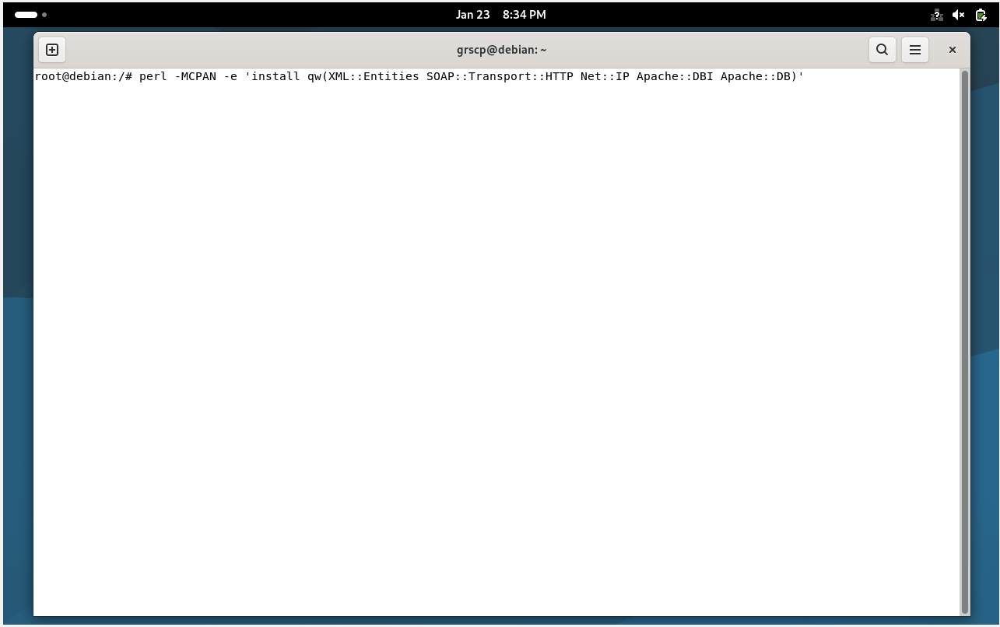 Jan 23 8:34 PM
grscp@debian: ~
root@debian:/# perl -MCPAN -e 'install qw(XML::Entities SOAP::Transport::HTTP Net::IP Apache::DBI Apache::DB)'